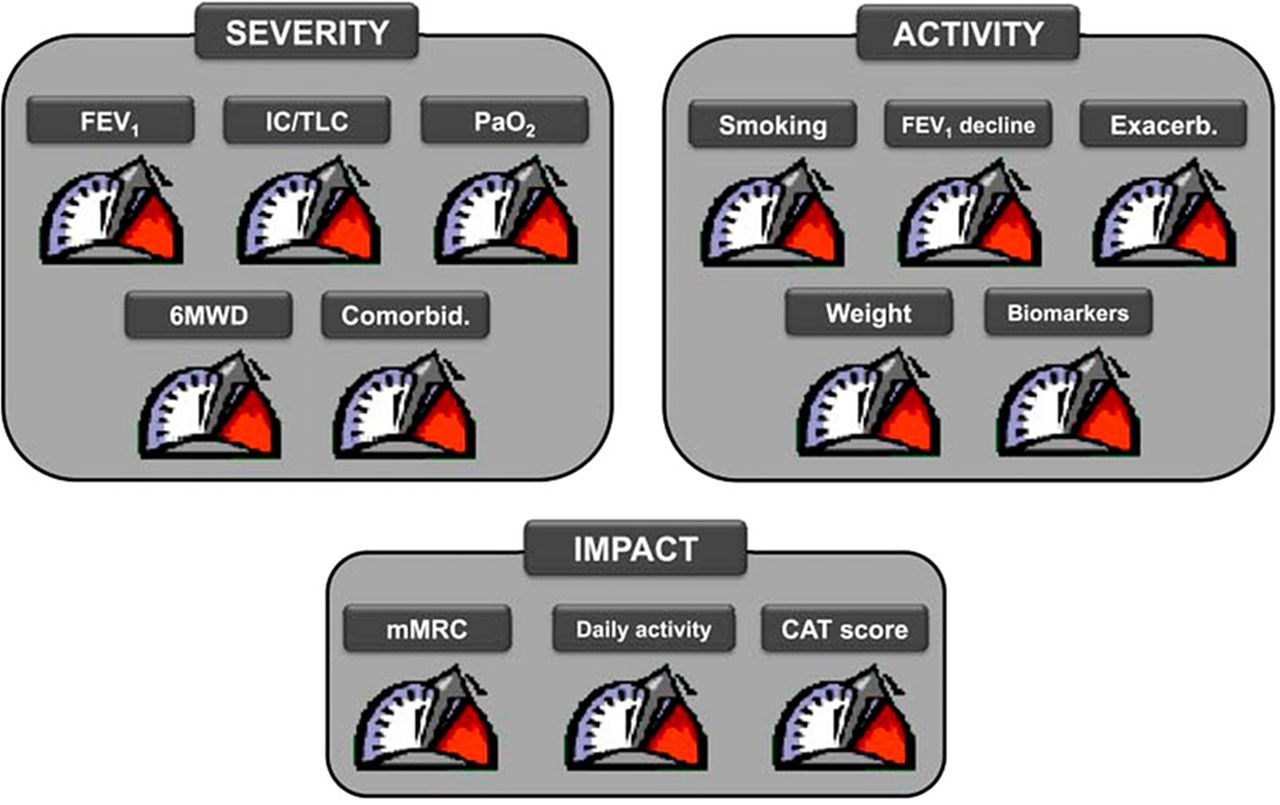 SEVERITY
FEV₁
IC/TLC
PaO₂
6MWD
Comorbid.
ACTIVITY
Smoking
FEV₁ decline
Exacerb.
Weight
Biomarkers
IMPACT
mMRC
Daily activity
CAT score